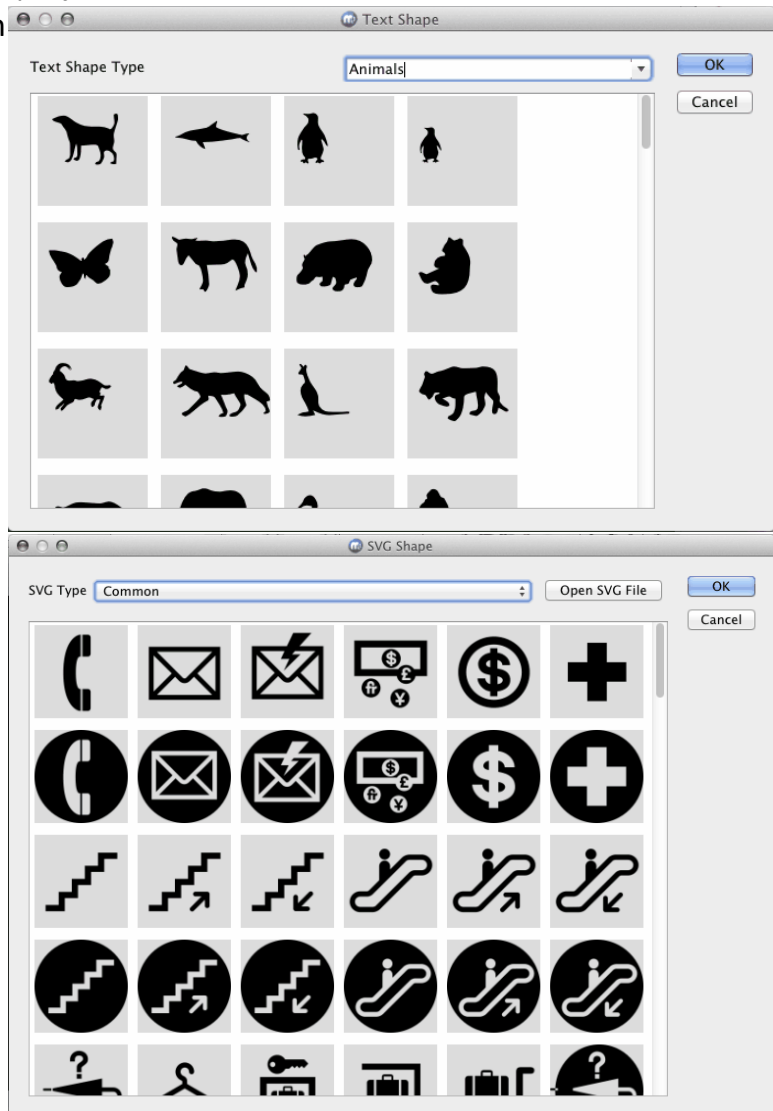 n
Text Shape
Text Shape Type
Animals
OK
Cancel
SVG Shape
SVG Type
Common
Open SVG File
OK
Cancel
$
£
¥
$
$
£
¥
$
?
?